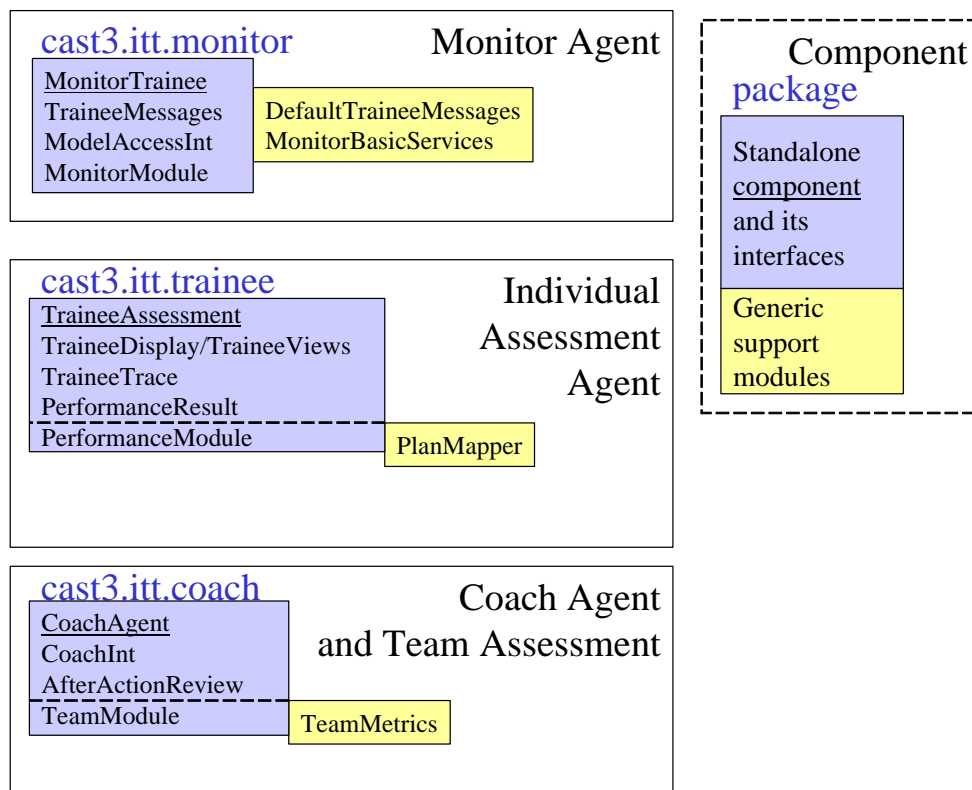 cast3.itt.monitor
Monitor Agent
MonitorTrainee
TraineeMessages
ModelAccessInt
MonitorModule
DefaultTraineeMessages
MonitorBasicServices
cast3.itt.trainee
Individual
Assessment
Agent
TraineeAssessment
TraineeDisplay/TraineeViews
TraineeTrace
PerformanceResult
PerformanceModule
PlanMapper
cast3.itt.coach
Coach Agent
and Team Assessment
CoachAgent
CoachInt
AfterActionReview
TeamModule
TeamMetrics
Component
package
Standalone
component
and its
interfaces
Generic
support
modules